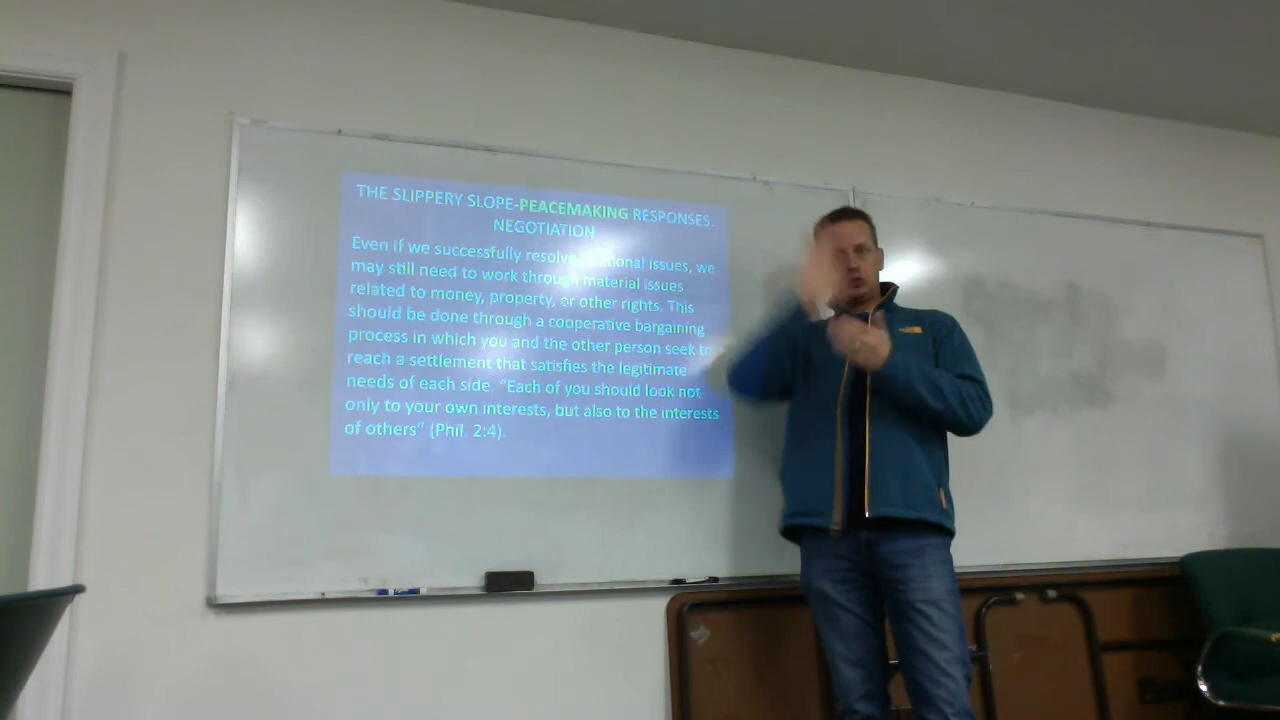 THE SLIPPERY SLOPE-PEACEMAKING RESPONSES.
NEGOTIATION
Even if we successfully resolve relational issues, we
may still need to work through material issues
related to money, property, or other rights. This
should be done through a cooperative bargaining
process in which you and the other person seek to
reach a settlement that satisfies the legitimate
needs of each side. "Each of you should look not
only to your own interests, but also to the interests
of others" (Phil. 2:4).